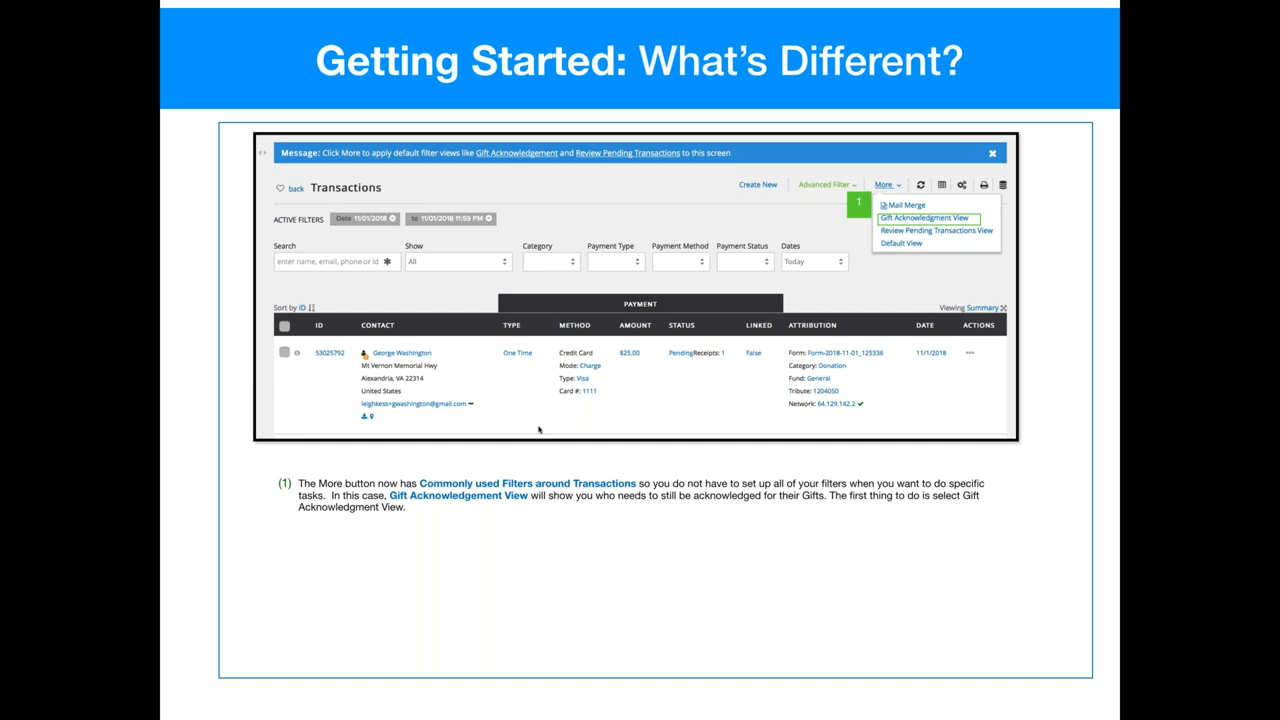 Getting Started: What's Different?
Message: Click More to apply default filter views like Gift Acknowledgement and Review Pending Transactions to this screen
back Transactions
Create New Advanced Filter More
1
Mail Merge
Gift Acknowledgment View
Review Pending Transactions View
Default View
ACTIVE FILTERS Date 11/01/2018 to 11/01/2018 11:59 PM
Search Show Category Payment Type Payment Method Payment Status Dates
enter name, email, phone or id All Today
Sort by ID PAYMENT Viewing Summary
ID CONTACT TYPE METHOD AMOUNT STATUS LINKED ATTRIBUTION DATE ACTIONS
53025792 George Washington One Time Credit Card $25.00 PendingReceipts: 1 False Form: Form-2018-11-01_125336 11/1/2018
Mt Vernon Memorial Hwy Mode: Charge Category: Donation
Alexandria, VA 22314 Type: Visa Fund: General
United States Card #: 1111 Tribute: 1204050
leighkess+gwashington@gmail.com Network: 64.129.142.2
(1) The More button now has Commonly used Filters around Transactions so you do not have to set up all of your filters when you want to do specific
tasks. In this case, Gift Acknowledgement View will show you who needs to still be acknowledged for their Gifts. The first thing to do is select Gift
Acknowledgment View.